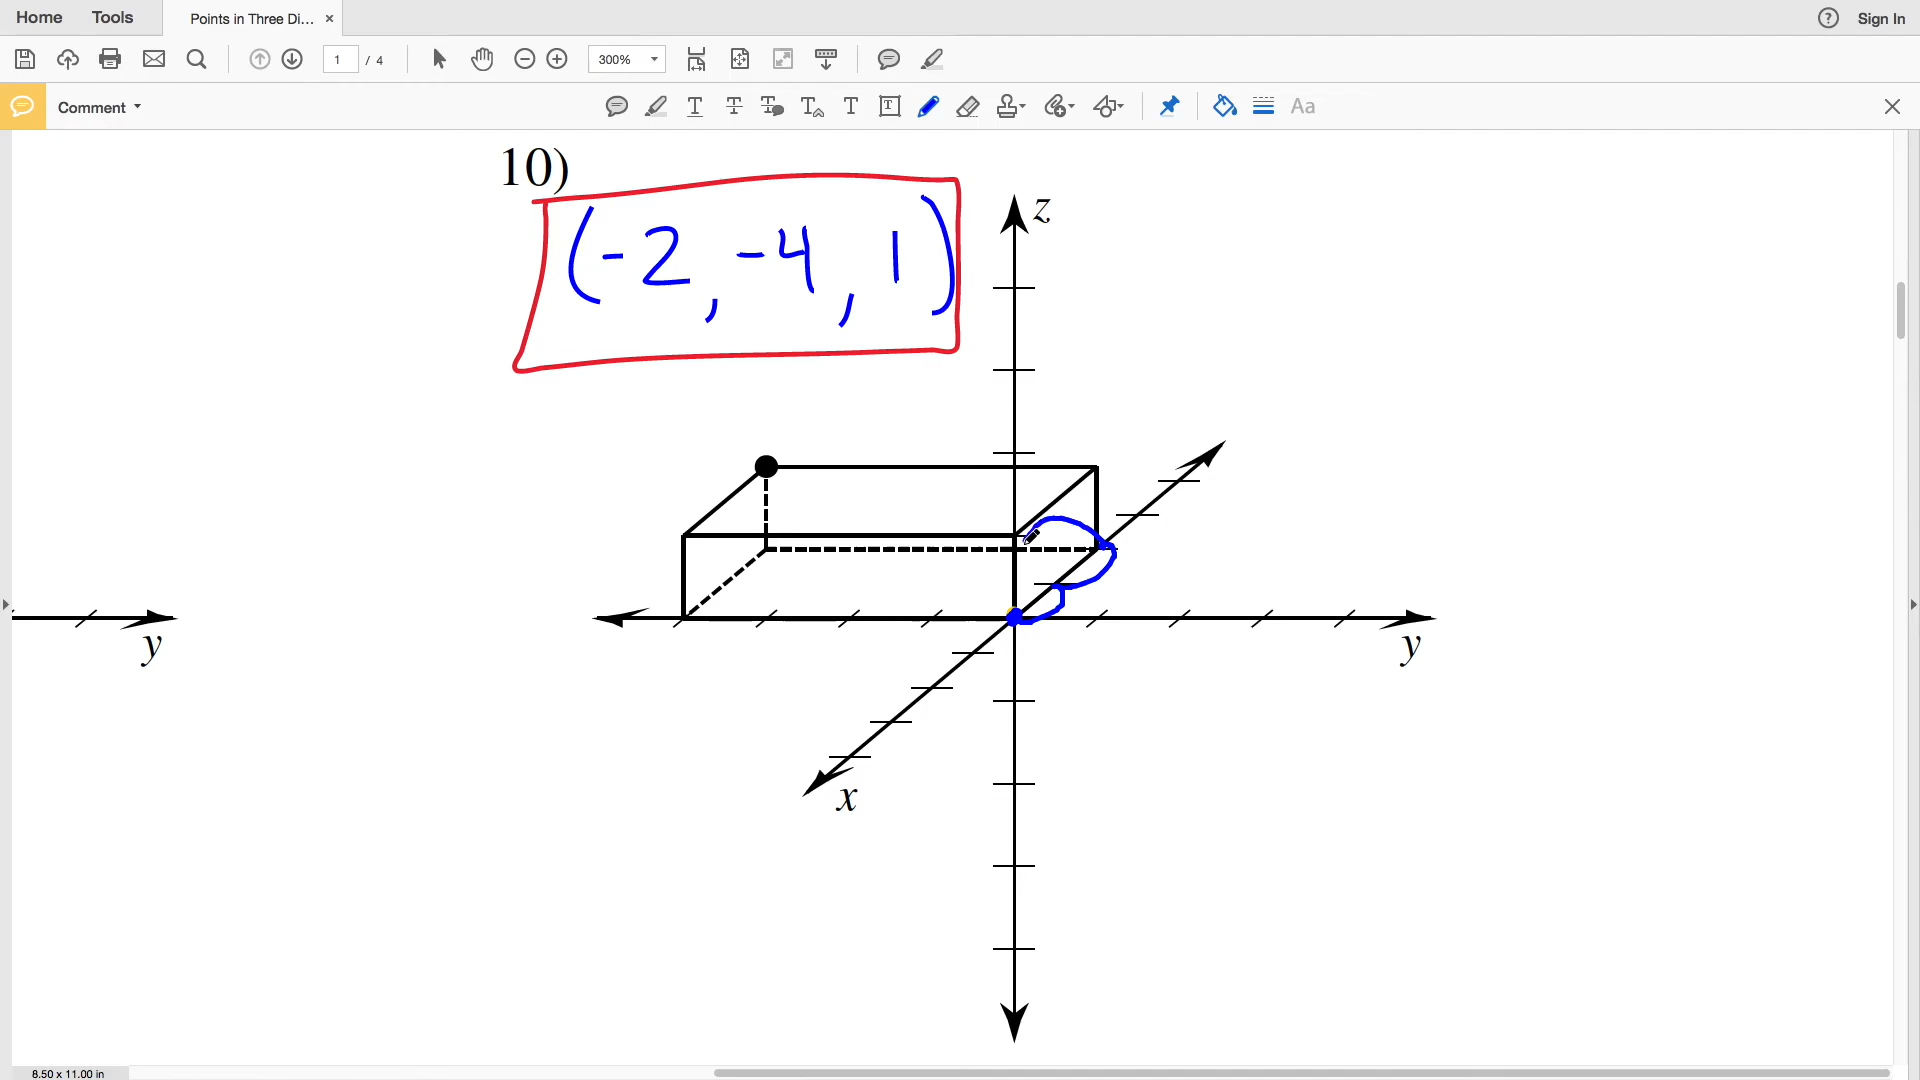 Home Tools Points in Three Di... × ? Sign In
1 / 4 300%
Comment Aa
10)
(-2, -4, 1)
z
y
y
x
8.50 x 11.00 in